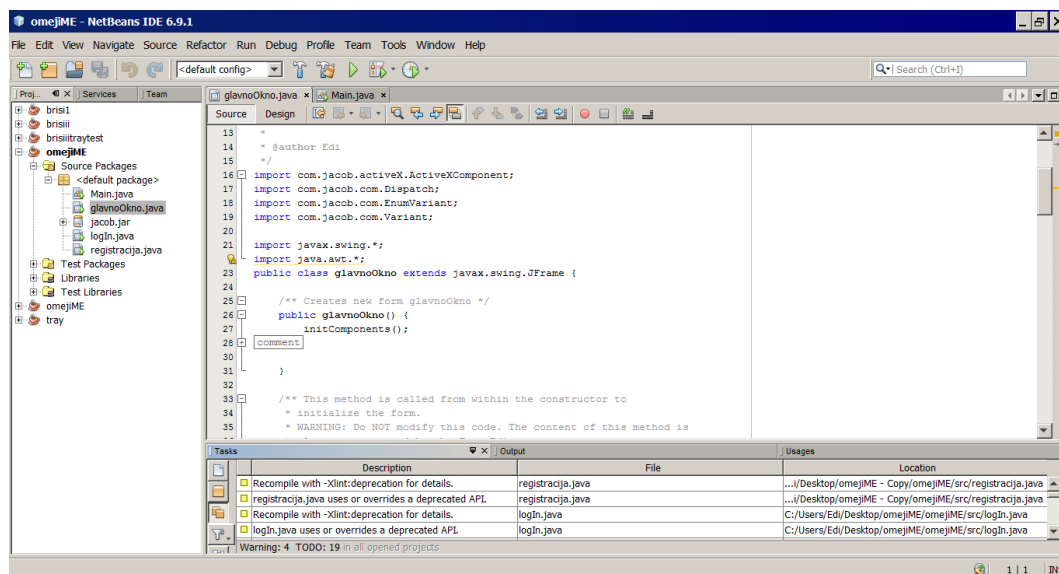 omejiME - NetBeans IDE 6.9.1
File Edit View Navigate Source Refactor Run Debug Profile Team Tools Window Help
<default config>
Search (Ctrl+I)
Proj... Services Team
brisi1
brisiii
brisiiitraytest
omejiME
Source Packages
<default package>
Main.java
glavnoOkno.java
jacob.jar
logIn.java
registracija.java
Test Packages
Libraries
Test Libraries
omejiME
tray
glavnoOkno.java Main.java
Source Design
13 *
14 * @author Edi
15 */
16 import com.jacob.activeX.ActiveXComponent;
17 import com.jacob.com.Dispatch;
18 import com.jacob.com.EnumVariant;
19 import com.jacob.com.Variant;
20
21 import javax.swing.*;
import java.awt.*;
23 public class glavnoOkno extends javax.swing.JFrame {
24
25 /** Creates new form glavnoOkno */
26 public glavnoOkno() {
27 initComponents();
28 comment
30
31 }
32
33 /** This method is called from within the constructor to
34 * initialize the form.
35 * WARNING: Do NOT modify this code. The content of this method is
Tasks Output Usages
Description File Location
Recompile with -Xlint:deprecation for details. registracija.java ...i/Desktop/omejiME - Copy/omejiME/src/registracija.java
registracija.java uses or overrides a deprecated API. registracija.java ...i/Desktop/omejiME - Copy/omejiME/src/registracija.java
Recompile with -Xlint:deprecation for details. logIn.java C:/Users/Edi/Desktop/omejiME/omejiME/src/logIn.java
logIn.java uses or overrides a deprecated API. logIn.java C:/Users/Edi/Desktop/omejiME/omejiME/src/logIn.java
Warning: 4 TODO: 19 in all opened projects
1 | 1 IN